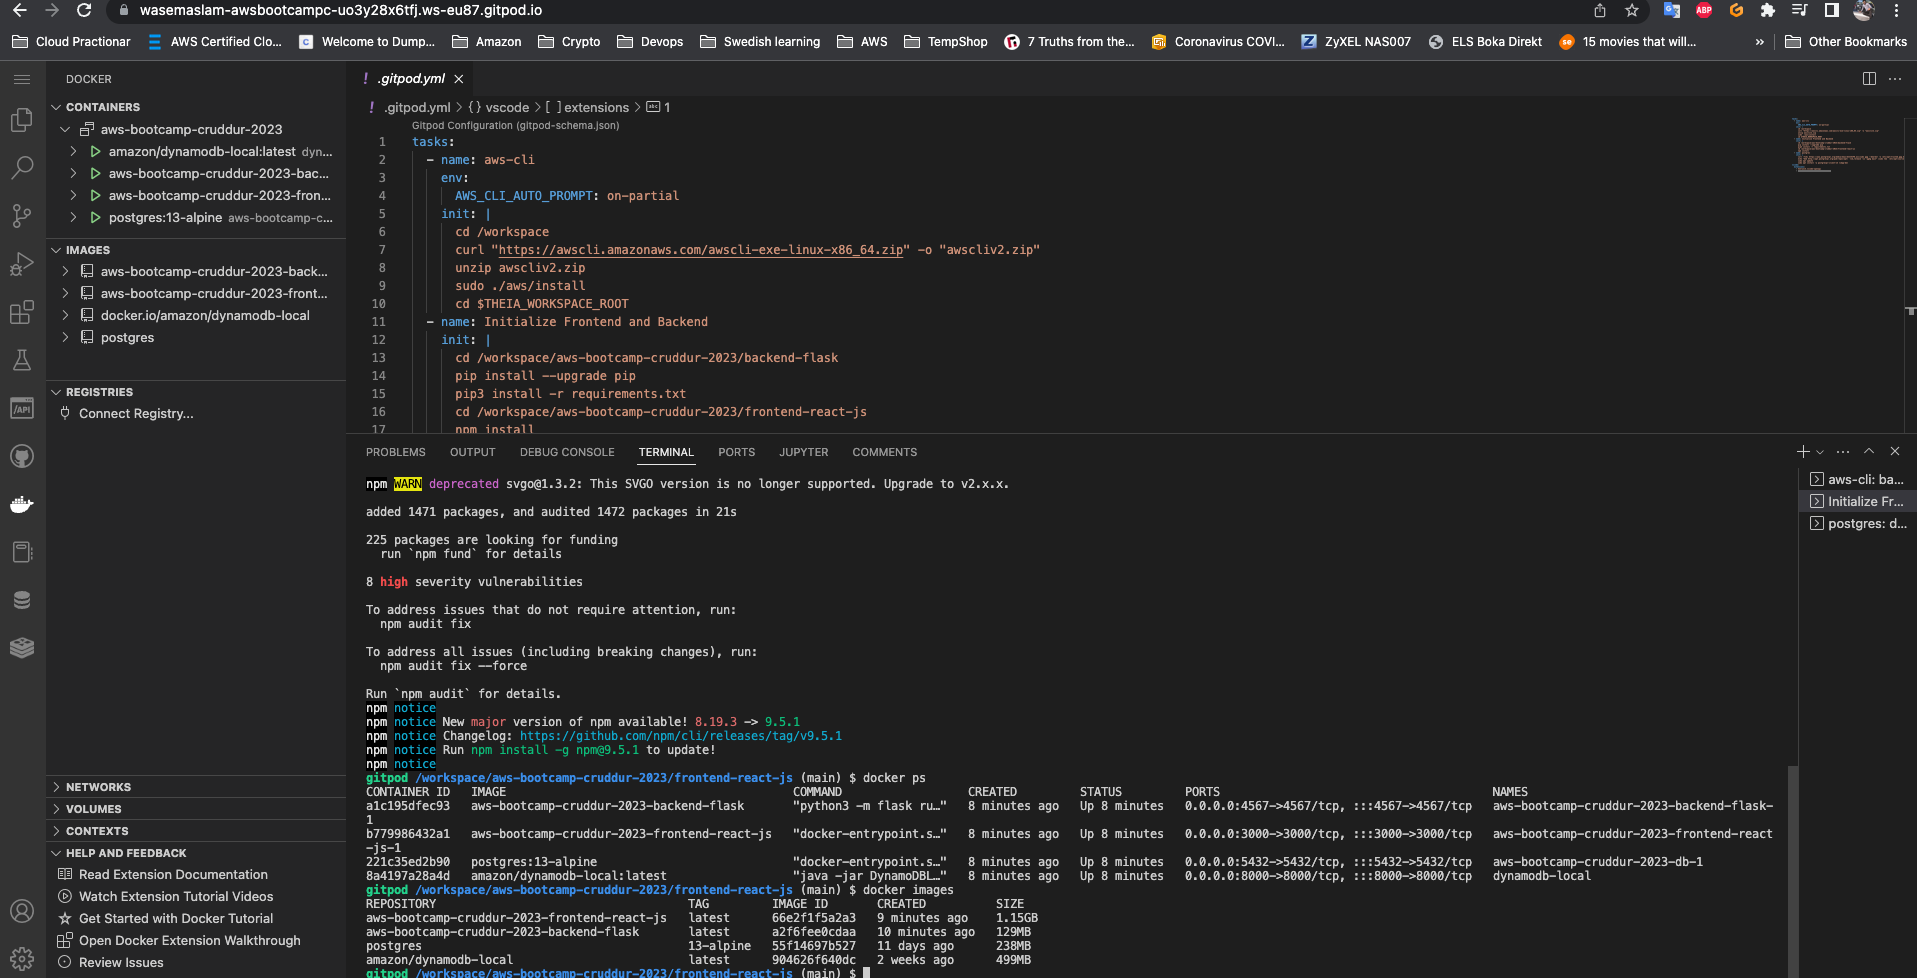 wasemaslam-awsbootcampc-uo3y28x6tfj.ws-eu87.gitpod.io
Cloud Practionar
AWS Certified Clo...
Welcome to Dump...
Amazon
Crypto
Devops
Swedish learning
AWS
TempShop
7 Truths from the...
Coronavirus COVI...
ZyXEL NAS007
ELS Boka Direkt
15 movies that will...
»
Other Bookmarks
DOCKER
CONTAINERS
aws-bootcamp-cruddur-2023
amazon/dynamodb-local:latest dyn...
aws-bootcamp-cruddur-2023-bac...
aws-bootcamp-cruddur-2023-fron...
postgres:13-alpine aws-bootcamp-c...
IMAGES
aws-bootcamp-cruddur-2023-back...
aws-bootcamp-cruddur-2023-front...
docker.io/amazon/dynamodb-local
postgres
REGISTRIES
Connect Registry...
NETWORKS
VOLUMES
CONTEXTS
HELP AND FEEDBACK
Read Extension Documentation
Watch Extension Tutorial Videos
Get Started with Docker Tutorial
Open Docker Extension Walkthrough
Review Issues
! .gitpod.yml
! .gitpod.yml > {} vscode > [ ] extensions > abc 1
Gitpod Configuration (gitpod-schema.json)
1 tasks:
2 - name: aws-cli
3 env:
4 AWS_CLI_AUTO_PROMPT: on-partial
5 init: |
6 cd /workspace
7 curl "https://awscli.amazonaws.com/awscli-exe-linux-x86_64.zip" -o "awscliv2.zip"
8 unzip awscliv2.zip
9 sudo ./aws/install
10 cd $THEIA_WORKSPACE_ROOT
11 - name: Initialize Frontend and Backend
12 init: |
13 cd /workspace/aws-bootcamp-cruddur-2023/backend-flask
14 pip install --upgrade pip
15 pip3 install -r requirements.txt
16 cd /workspace/aws-bootcamp-cruddur-2023/frontend-react-js
17 npm install
PROBLEMS OUTPUT DEBUG CONSOLE TERMINAL PORTS JUPYTER COMMENTS
aws-cli: ba...
Initialize Fr...
postgres: d...
npm WARN deprecated svgo@1.3.2: This SVGO version is no longer supported. Upgrade to v2.x.x.
added 1471 packages, and audited 1472 packages in 21s
225 packages are looking for funding
run `npm fund` for details
8 high severity vulnerabilities
To address issues that do not require attention, run:
npm audit fix
To address all issues (including breaking changes), run:
npm audit fix --force
Run `npm audit` for details.
npm notice
npm notice New major version of npm available! 8.19.3 -> 9.5.1
npm notice Changelog: https://github.com/npm/cli/releases/tag/v9.5.1
npm notice Run npm install -g npm@9.5.1 to update!
npm notice
gitpod /workspace/aws-bootcamp-cruddur-2023/frontend-react-js (main) $ docker ps
CONTAINER ID IMAGE COMMAND CREATED STATUS PORTS NAMES
a1c195dfec93 aws-bootcamp-cruddur-2023-backend-flask "python3 -m flask ru…" 8 minutes ago Up 8 minutes 0.0.0.0:4567->4567/tcp, :::4567->4567/tcp aws-bootcamp-cruddur-2023-backend-flask-
1
b779986432a1 aws-bootcamp-cruddur-2023-frontend-react-js "docker-entrypoint.s…" 8 minutes ago Up 8 minutes 0.0.0.0:3000->3000/tcp, :::3000->3000/tcp aws-bootcamp-cruddur-2023-frontend-react
-js-1
221c35ed2b90 postgres:13-alpine "docker-entrypoint.s…" 8 minutes ago Up 8 minutes 0.0.0.0:5432->5432/tcp, :::5432->5432/tcp aws-bootcamp-cruddur-2023-db-1
8a4197a28a4d amazon/dynamodb-local:latest "java -jar DynamoDBL…" 8 minutes ago Up 8 minutes 0.0.0.0:8000->8000/tcp, :::8000->8000/tcp dynamodb-local
gitpod /workspace/aws-bootcamp-cruddur-2023/frontend-react-js (main) $ docker images
REPOSITORY TAG IMAGE ID CREATED SIZE
aws-bootcamp-cruddur-2023-frontend-react-js latest 66e2f1f5a2a3 9 minutes ago 1.15GB
aws-bootcamp-cruddur-2023-backend-flask latest a2f6fee0cdaa 10 minutes ago 129MB
postgres 13-alpine 55f14697b527 11 days ago 238MB
amazon/dynamodb-local latest 904626f640dc 2 weeks ago 499MB
gitpod /workspace/aws-bootcamp-cruddur-2023/frontend-react-js (main) $